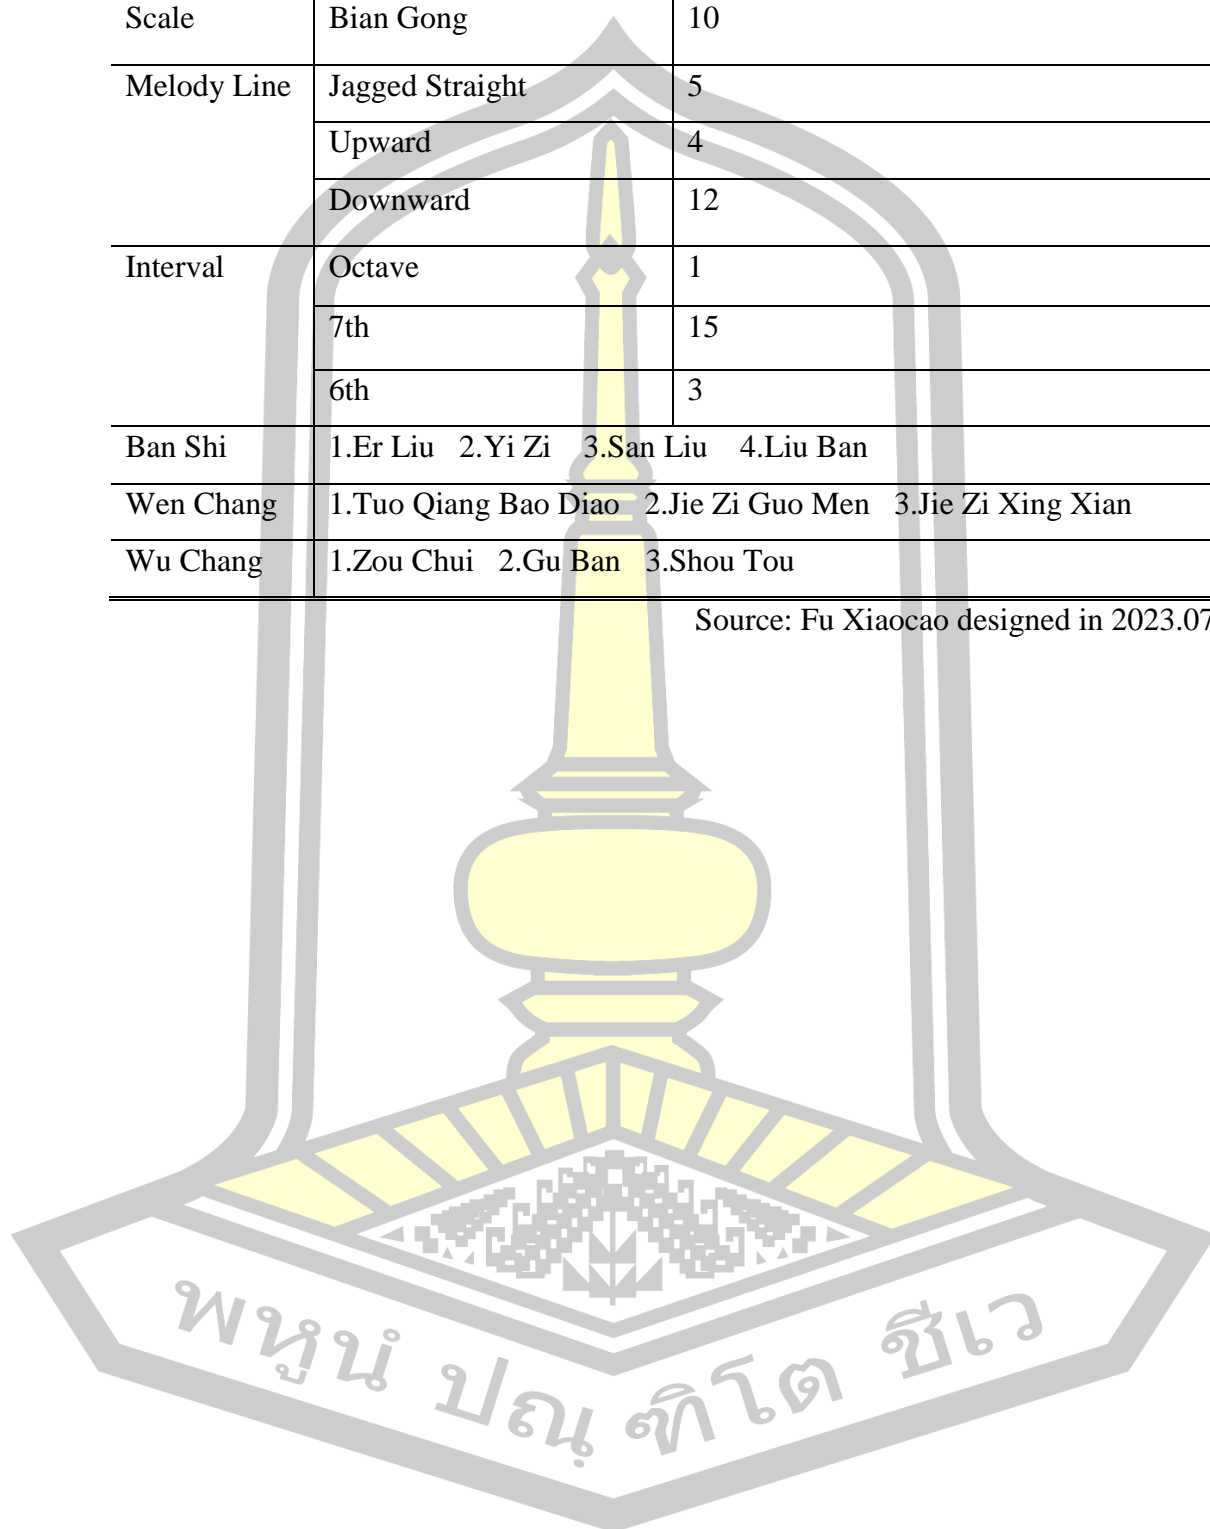 Scale Bian Gong 10
Melody Line Jagged Straight 5
Upward 4
Downward 12
Interval Octave 1
7th 15
6th 3
Ban Shi 1.Er Liu 2.Yi Zi 3.San Liu 4.Liu Ban
Wen Chang 1.Tuo Qiang Bao Diao 2.Jie Zi Guo Men 3.Jie Zi Xing Xian
Wu Chang 1.Zou Chui 2.Gu Ban 3.Shou Tou
Source: Fu Xiaocao designed in 2023.07
พหูนํ ปณฺฑิโต ชีเว